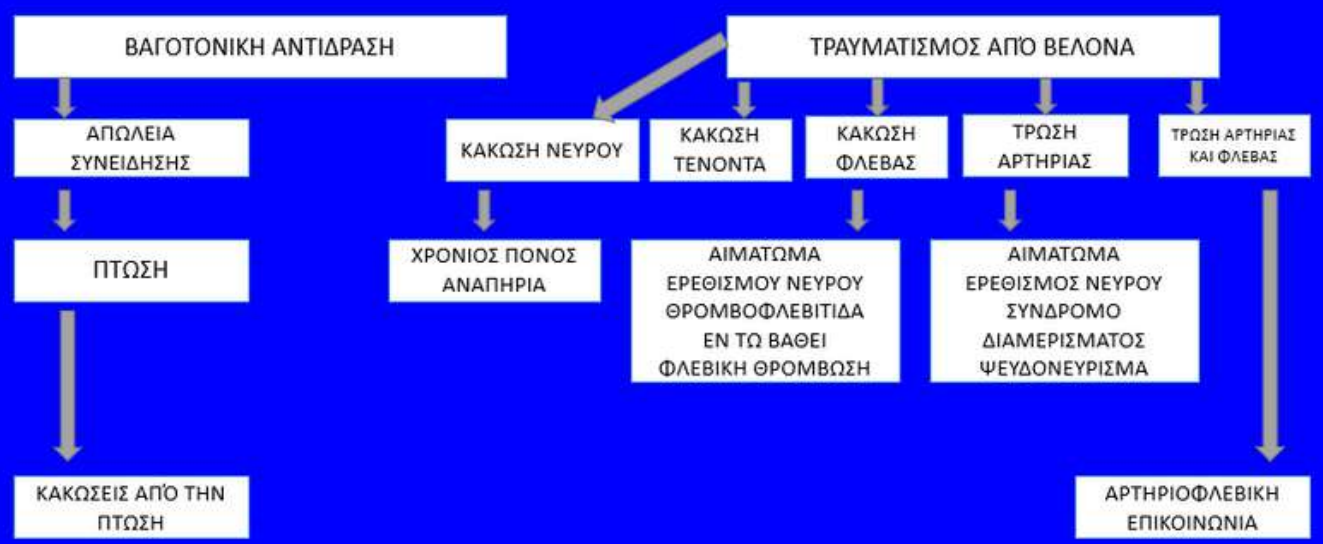 ΒΑΓΟΤΟΝΙΚΗ ΑΝΤΙΔΡΑΣΗ
ΑΠΩΛΕΙΑ
ΣΥΝΕΙΔΗΣΗΣ
ΠΤΩΣΗ
ΚΑΚΩΣΕΙΣ ΑΠΌ ΤΗΝ
ΠΤΩΣΗ
ΤΡΑΥΜΑΤΙΣΜΟΣ ΑΠΌ ΒΕΛΟΝΑ
ΚΑΚΩΣΗ ΝΕΥΡΟΥ
ΧΡΟΝΙΟΣ ΠΟΝΟΣ
ΑΝΑΠΗΡΙΑ
ΚΑΚΩΣΗ
ΤΕΝΟΝΤΑ
ΚΑΚΩΣΗ
ΦΛΕΒΑΣ
ΑΙΜΑΤΩΜΑ
ΕΡΕΘΙΣΜΟΥ ΝΕΥΡΟΥ
ΘΡΟΜΒΟΦΛΕΒΙΤΙΔΑ
ΕΝ ΤΩ ΒΑΘΕΙ
ΦΛΕΒΙΚΗ ΘΡΟΜΒΩΣΗ
ΤΡΩΣΗ
ΑΡΤΗΡΙΑΣ
ΑΙΜΑΤΩΜΑ
ΕΡΕΘΙΣΜΟΣ ΝΕΥΡΟΥ
ΣΥΝΔΡΟΜΟ
ΔΙΑΜΕΡΙΣΜΑΤΟΣ
ΨΕΥΔΟΝΕΥΡΙΣΜΑ
ΤΡΩΣΗ ΑΡΤΗΡΙΑΣ
ΚΑΙ ΦΛΕΒΑΣ
ΑΡΤΗΡΙΟΦΛΕΒΙΚΗ
ΕΠΙΚΟΙΝΩΝΙΑ